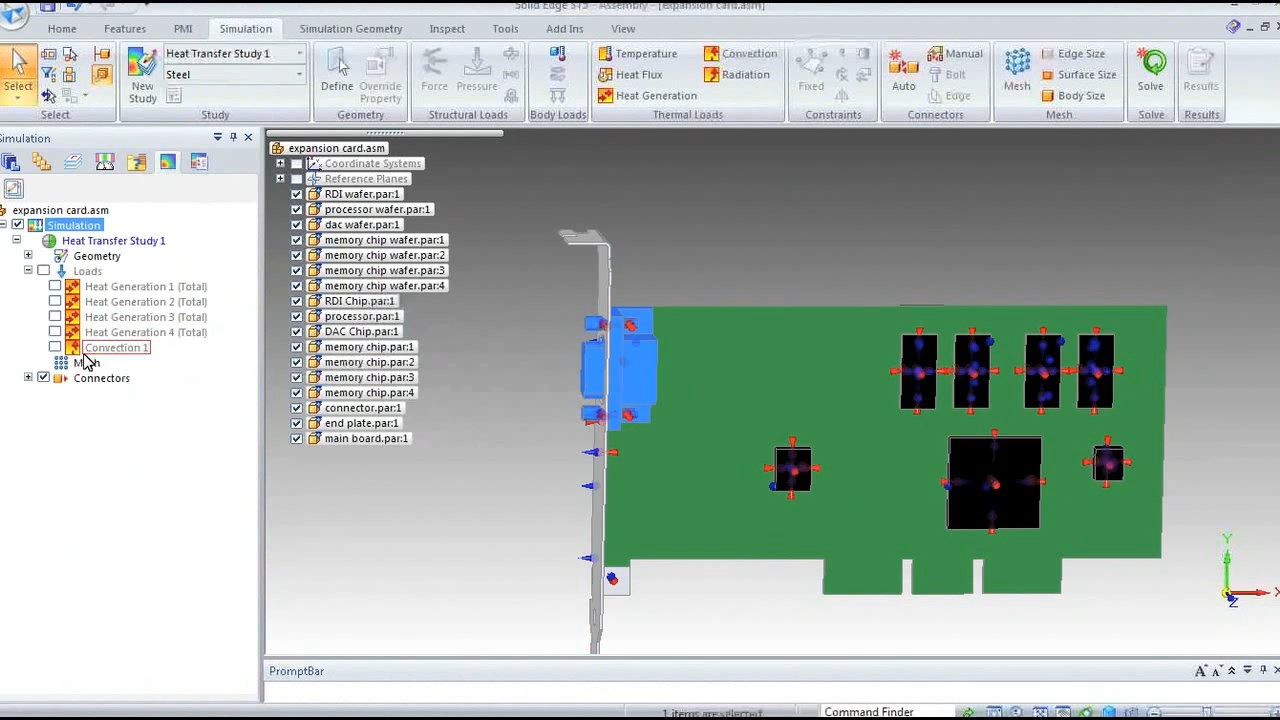 Solid Edge ST5 - Assembly - [expansion card.asm]
Home Features PMI Simulation Simulation Geometry Inspect Tools Add Ins View
Select
Select
New Study
Heat Transfer Study 1
Steel
Study
Define
Override Property
Geometry
Force
Pressure
Structural Loads
Body Loads
Temperature
Heat Flux
Heat Generation
Convection
Radiation
Thermal Loads
Fixed
Constraints
Auto
Manual
Bolt
Edge
Connectors
Mesh
Edge Size
Surface Size
Body Size
Mesh
Solve
Solve
Results
Results
Simulation
expansion card.asm
Simulation
Heat Transfer Study 1
Geometry
Loads
Heat Generation 1 (Total)
Heat Generation 2 (Total)
Heat Generation 3 (Total)
Heat Generation 4 (Total)
Convection 1
Connectors
expansion card.asm
Coordinate Systems
Reference Planes
RDI wafer.par:1
processor wafer.par:1
dac wafer.par:1
memory chip wafer.par:1
memory chip wafer.par:2
memory chip wafer.par:3
memory chip wafer.par:4
RDI Chip.par:1
processor.par:1
DAC Chip.par:1
memory chip.par:1
memory chip.par:2
memory chip.par:3
memory chip.par:4
connector.par:1
end plate.par:1
main board.par:1
Y
X
Z
PromptBar
1 items are selected
Command Finder